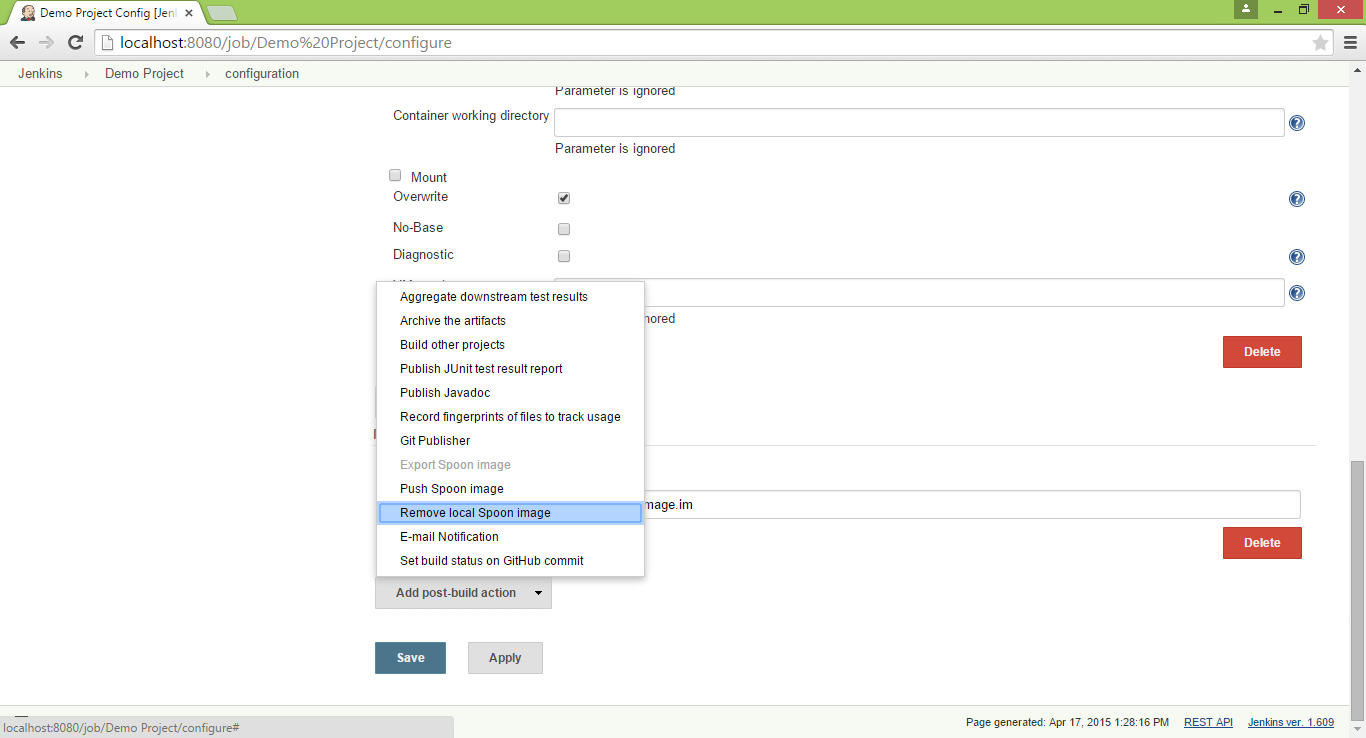 Demo Project Config [Jenk
localhost:8080/job/Demo%20Project/configure
Jenkins Demo Project configuration
Parameter is ignored
Container working directory
Parameter is ignored
Mount
Overwrite
No-Base
Diagnostic
Aggregate downstream test results
Archive the artifacts
nored
Build other projects
Delete
Publish JUnit test result report
Publish Javadoc
Record fingerprints of files to track usage
Git Publisher
Export Spoon image
Push Spoon image
Remove local Spoon image
mage.im
E-mail Notification
Delete
Set build status on GitHub commit
Add post-build action
Save Apply
localhost:8080/job/Demo Project/configure#
Page generated: Apr 17, 2015 1:28:16 PM REST API Jenkins ver. 1.609